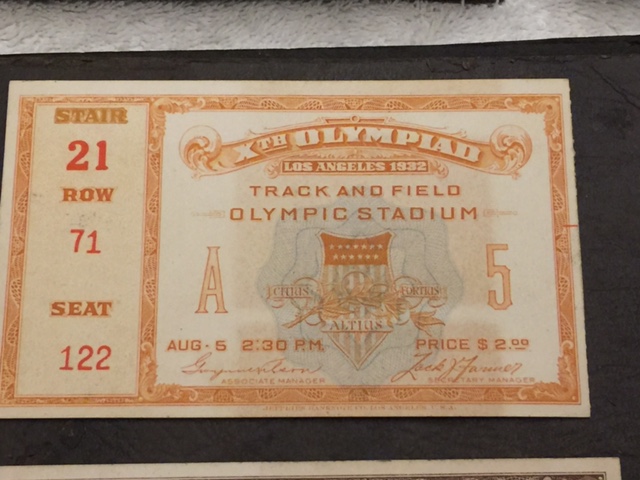 STAIR
21
ROW
71
SEAT
122
XTH OLYMPIAD
LOS ANGELES 1932
TRACK AND FIELD
OLYMPIC STADIUM
A
5
CITIUS
FORTIUS
ALTIUS
AUG·5 2:30 P.M.
PRICE $2.00
ASSOCIATE MANAGER
SECRETARY MANAGER